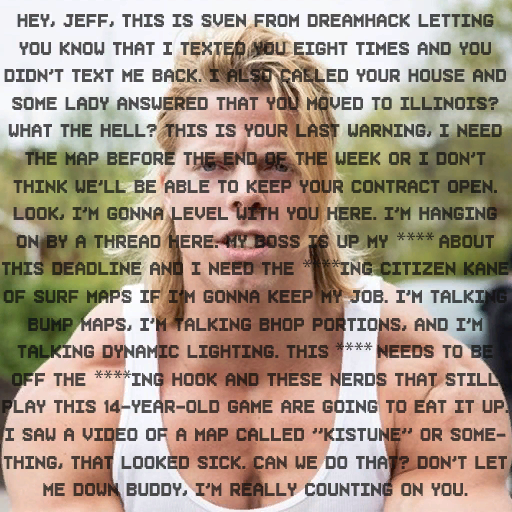 HEY, JEFF, THIS IS SVEN FROM DREAMHACK LETTING
YOU KNOW THAT I TEXTED YOU EIGHT TIMES AND YOU
DIDN'T TEXT ME BACK. I ALSO CALLED YOUR HOUSE AND
SOME LADY ANSWERED THAT YOU MOVED TO ILLINOIS?
WHAT THE HELL? THIS IS YOUR LAST WARNING, I NEED
THE MAP BEFORE THE END OF THE WEEK OR I DON'T
THINK WE'LL BE ABLE TO KEEP YOUR CONTRACT OPEN.
LOOK, I'M GONNA LEVEL WITH YOU HERE. I'M HANGING
ON BY A THREAD HERE. MY BOSS IS UP MY **** ABOUT
THIS DEADLINE AND I NEED THE ****ING CITIZEN KANE
OF SURF MAPS IF I'M GONNA KEEP MY JOB. I'M TALKING
BUMP MAPS, I'M TALKING BHOP PORTIONS, AND I'M
TALKING DYNAMIC LIGHTING. THIS **** NEEDS TO BE
OFF THE ****ING HOOK AND THESE NERDS THAT STILL
PLAY THIS 14-YEAR-OLD GAME ARE GOING TO EAT IT UP.
I SAW A VIDEO OF A MAP CALLED "KISTUNE" OR SOME-
THING, THAT LOOKED SICK. CAN WE DO THAT? DON'T LET
ME DOWN BUDDY, I'M REALLY COUNTING ON YOU.